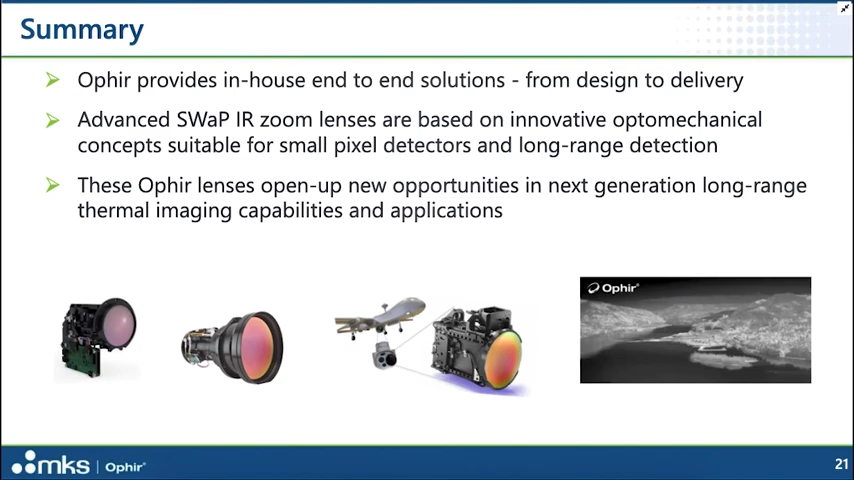 Summary
Ophir provides in-house end to end solutions - from design to delivery
Advanced SWaP IR zoom lenses are based on innovative optomechanical
concepts suitable for small pixel detectors and long-range detection
These Ophir lenses open-up new opportunities in next generation long-range
thermal imaging capabilities and applications
Ophir®
mks | Ophir®
21